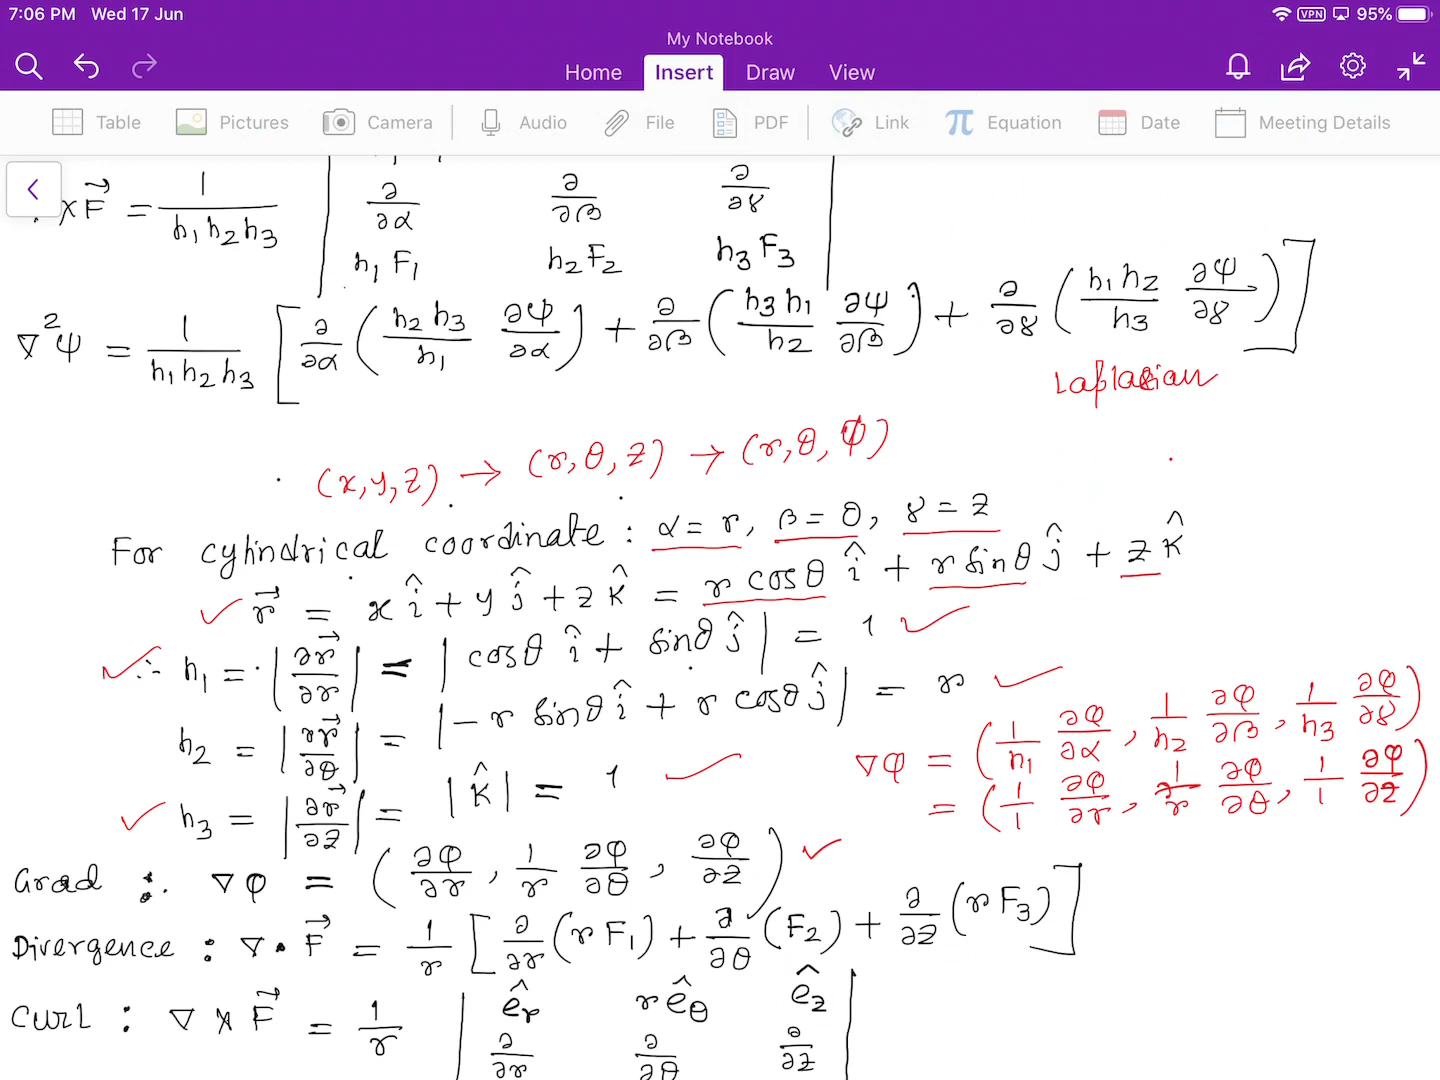 7:06 PM Wed 17 Jun VPN 95%
My Notebook
Home Insert Draw View
Table Pictures Camera Audio File PDF Link Equation Date Meeting Details
∂/∂α ∂/∂β ∂/∂γ
×F⃗ = 1/(h₁h₂h₃)
h₁F₁ h₂F₂ h₃F₃
∇²ψ = 1/(h₁h₂h₃) [∂/∂α (h₂h₃/h₁ ∂ψ/∂α) + ∂/∂β (h₃h₁/h₂ ∂ψ/∂β) + ∂/∂γ (h₁h₂/h₃ ∂ψ/∂γ)]
Laplacian
(x,y,z) → (r,θ,z) → (r,θ,φ)
For cylindrical coordinate : α = r, β = θ, γ = z
✓ r⃗ = x î + y ĵ + z k̂ = r cosθ î + r sinθ ĵ + z k̂
✓ ∴ h₁ = |∂r⃗/∂r| = |cosθ î + sinθ ĵ| = 1 ✓
h₂ = |∂r⃗/∂θ| = |-r sinθ î + r cosθ ĵ| = r ✓
∇φ = (1/h₁ ∂φ/∂α, 1/h₂ ∂φ/∂β, 1/h₃ ∂φ/∂γ)
✓ h₃ = |∂r⃗/∂z| = |k̂| = 1 ✓
= (1/1 ∂φ/∂r, 1/r ∂φ/∂θ, 1/1 ∂φ/∂z)
Grad : ∇φ = (∂φ/∂r, 1/r ∂φ/∂θ, ∂φ/∂z) ✓
Divergence : ∇·F⃗ = 1/r [∂/∂r (r F₁) + ∂/∂θ (F₂) + ∂/∂z (r F₃)]
Curl : ∇×F⃗ = 1/r | êr r êθ êz
∂/∂r ∂/∂θ ∂/∂z |